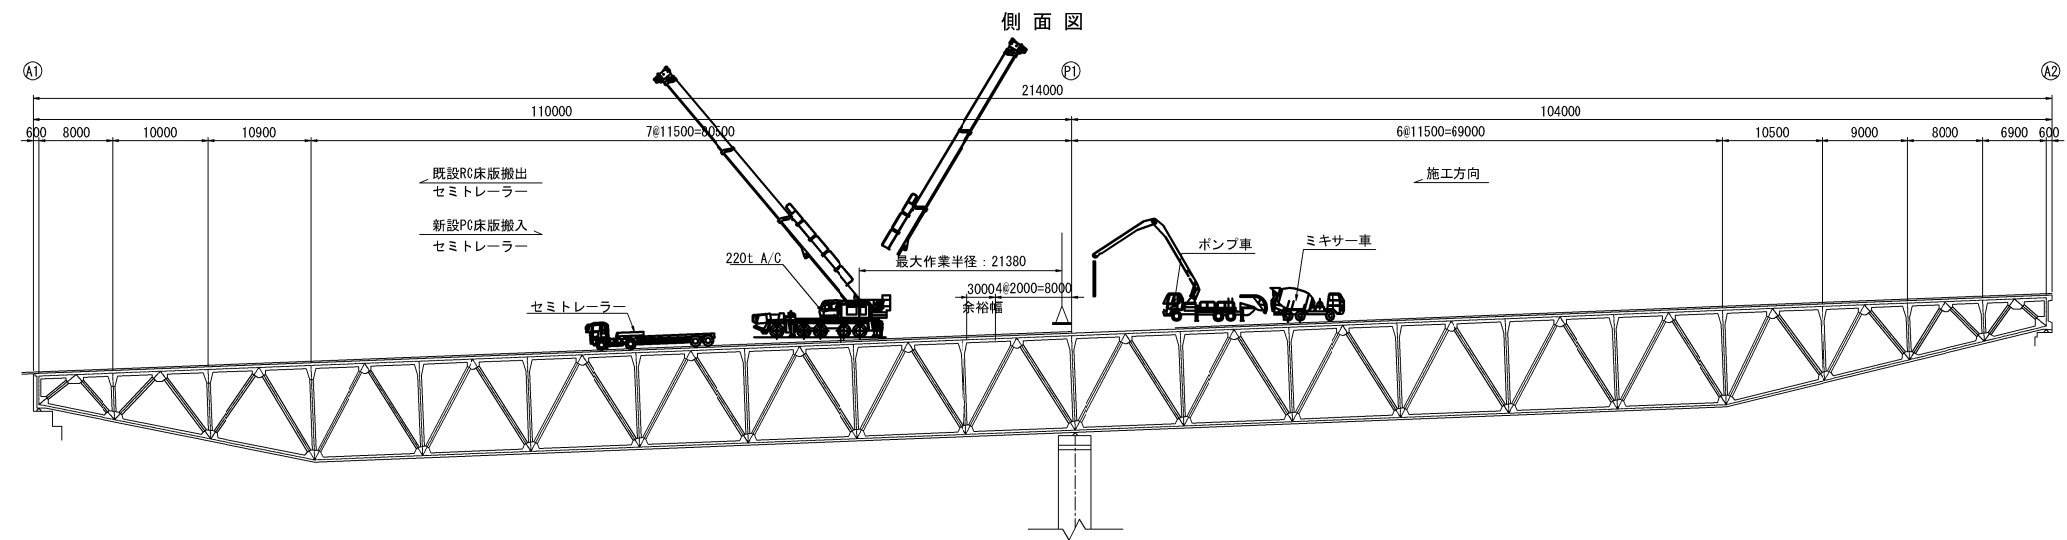 側面図
A1
P1
A2
214000
110000
104000
600
8000
10000
10900
7@11500=80500
6@11500=69000
10500
9000
8000
6900
600
既設RC床版搬出
セミトレーラー
施工方向
新設PC床版搬入
セミトレーラー
220t A/C
最大作業半径：21380
ポンプ車
ミキサー車
3000
4@2000=8000
余裕幅
セミトレーラー